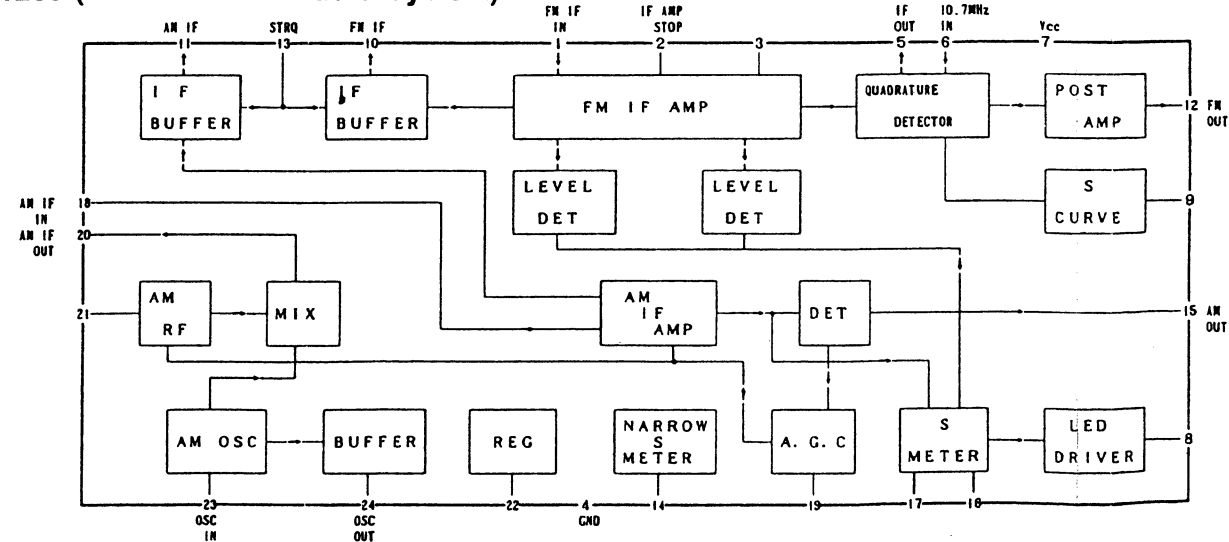 AM IF STRQ FM IF FM IF IF AMP IF 10.7MHz Vcc
IN STOP OUT IN
11 13 10 1 2 3 5 6 7
I F IF FM IF AMP QUADRATURE POST
BUFFER BUFFER DETECTOR AMP
12 FM
OUT
LEVEL LEVEL S
DET DET CURVE
9
AM IF 18
IN
AM IF 20
OUT
21
AM MIX AM DET
RF IF
AMP
15 AM
OUT
AM OSC BUFFER REG NARROW A.G.C S LED
S METER DRIVER
METER
8
23 24 22 4 14 19 17 16
OSC OSC GND
IN OUT